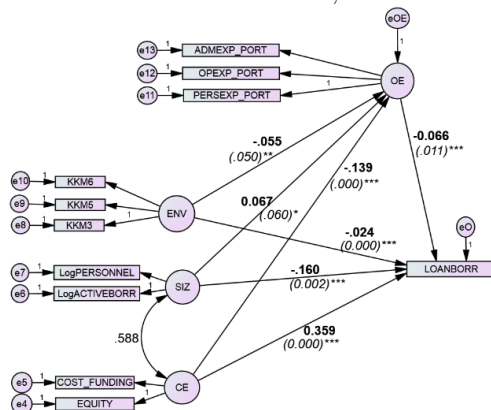 eOE
1
e13
1
ADMEXP_PORT
e12
1
OPEXP_PORT
OE
e11
1
PERSEXP_PORT
1
-.055
(.050)**
-0.066
(.011)***
-.139
(.000)***
e10
1
KKM6
e9
1
KKM5
ENV
0.067
(.060)*
e8
1
KKM3
1
-.024
(0.000)***
eO
1
e7
1
LogPERSONNEL
SIZ
-.160
(0.002)***
LOANBORR
e6
1
LogACTIVEBORR
1
.588
0.359
(0.000)***
e5
1
COST_FUNDING
CE
e4
1
EQUITY
1